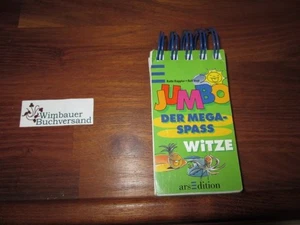 Wimbauer
Buchversand
JUMBO
DER MEGA-
SPASS
WiTZE
arsEdition